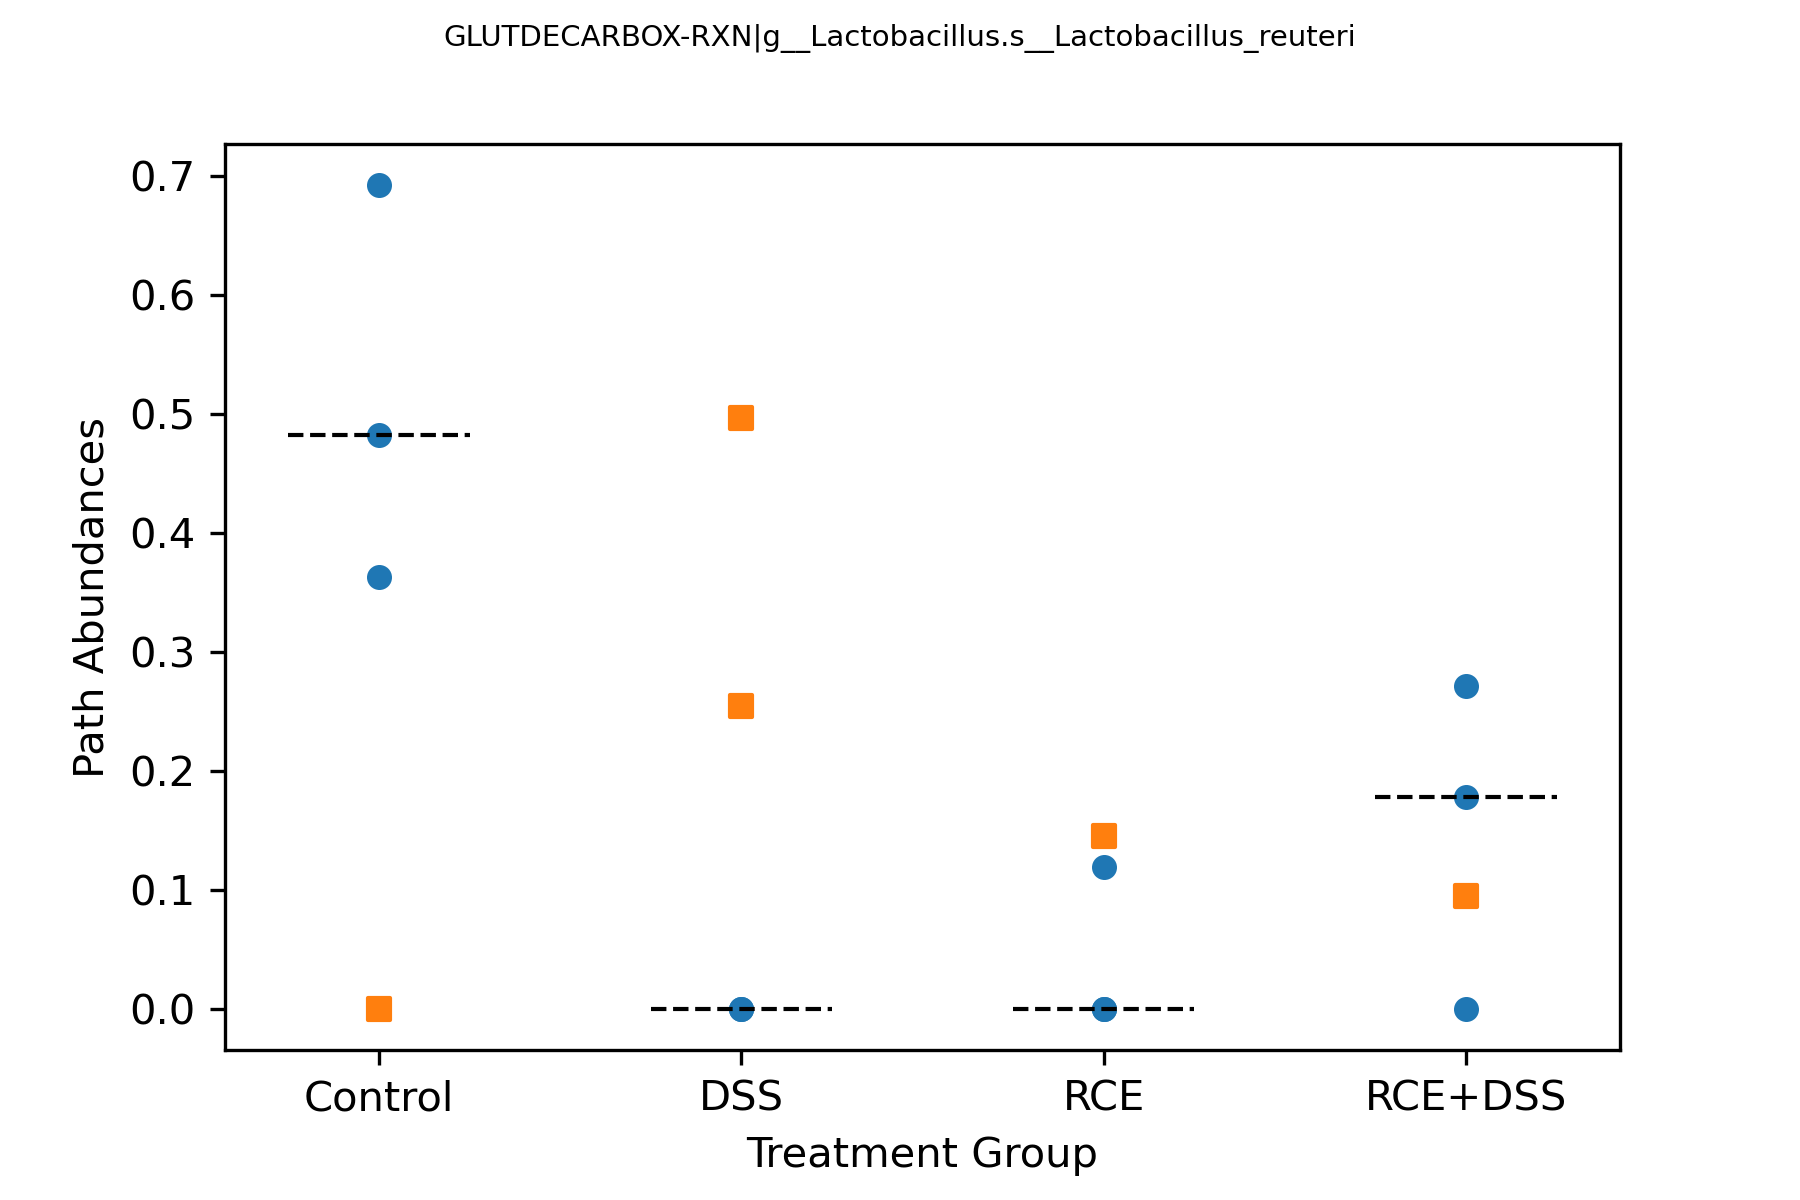 GLUTDECARBOX-RXN|g__Lactobacillus.s__Lactobacillus_reuteri
0.7
0.6
0.5
0.4
0.3
0.2
0.1
0.0
Path Abundances
Control DSS RCE RCE+DSS
Treatment Group